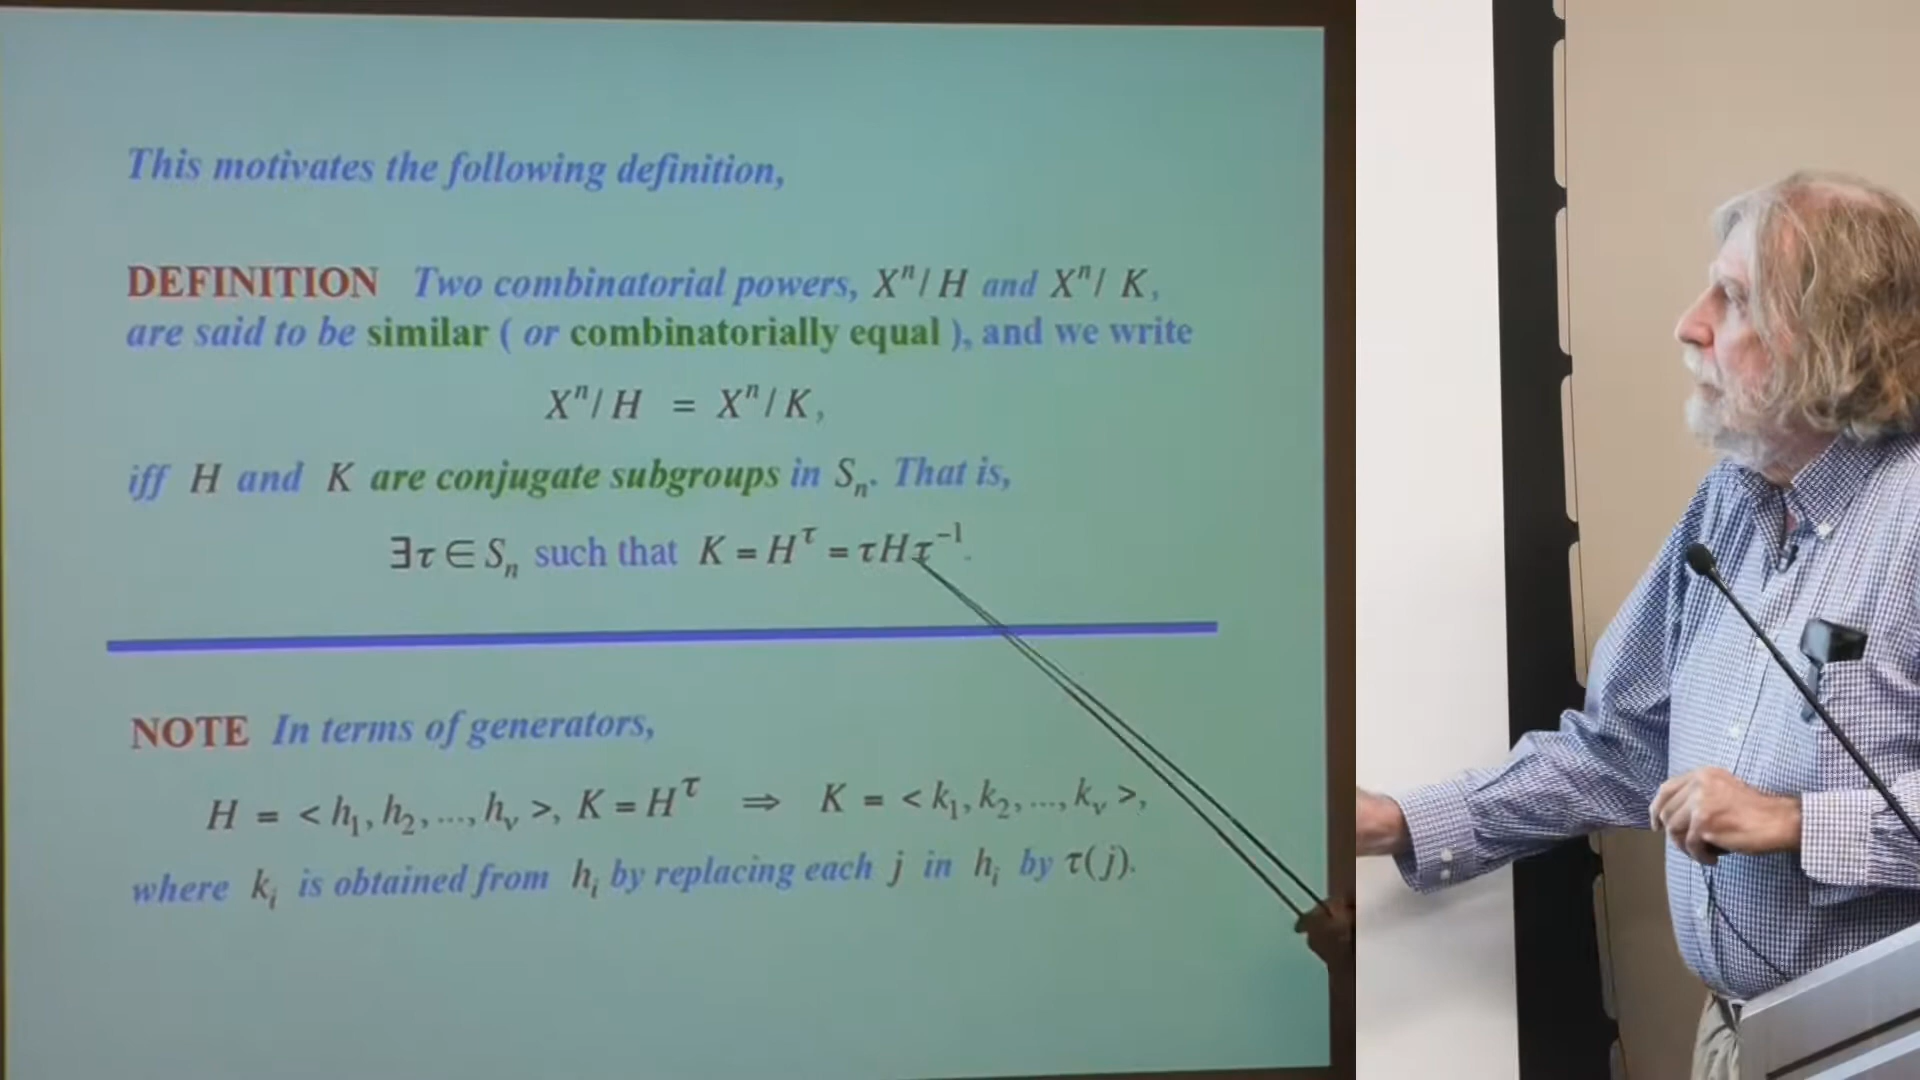 This motivates the following definition,
DEFINITION Two combinatorial powers, Xⁿ/ H and Xⁿ/ K,
are said to be similar ( or combinatorially equal ), and we write
Xⁿ/ H = Xⁿ/ K,
iff H and K are conjugate subgroups in Sₙ. That is,
∃τ ∈ Sₙ such that K = H^τ = τHτ⁻¹.
NOTE In terms of generators,
H = < h₁, h₂, ..., h_ν >, K = H^τ ⇒ K = < k₁, k₂, ..., k_ν >,
where kᵢ is obtained from hᵢ by replacing each j in hᵢ by τ(j).